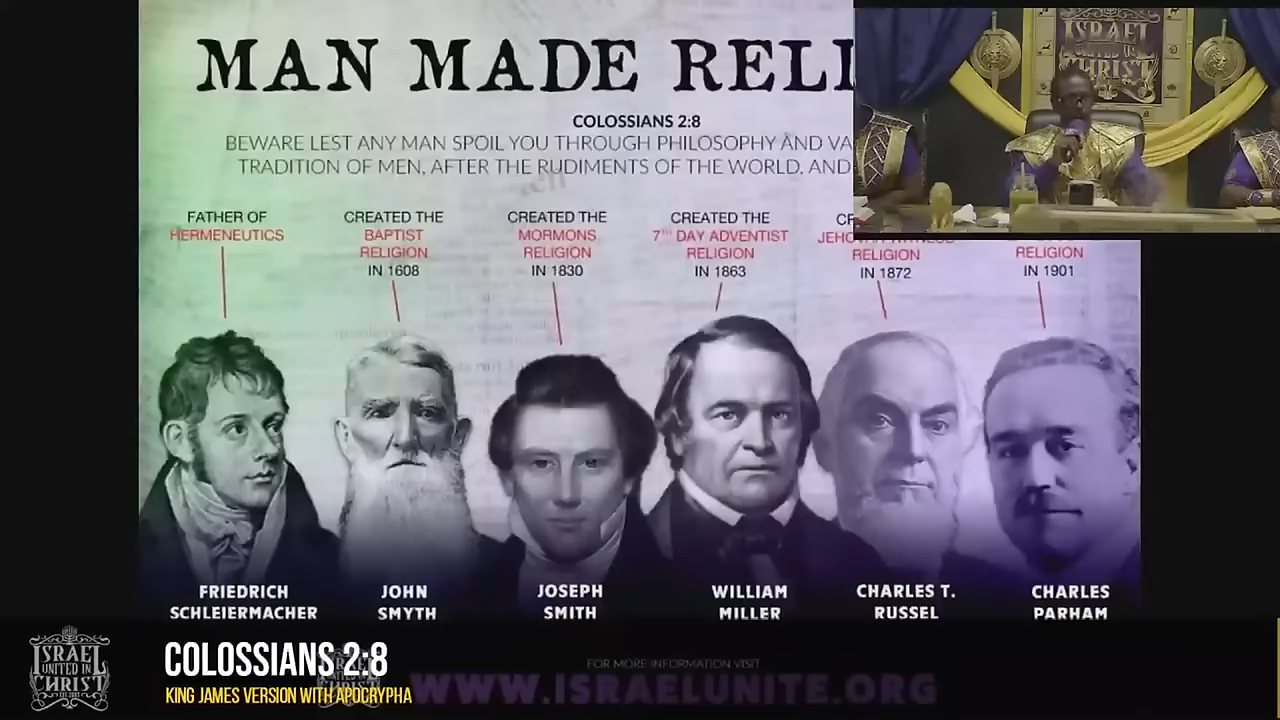 MAN MADE RELI
COLOSSIANS 2:8
BEWARE LEST ANY MAN SPOIL YOU THROUGH PHILOSOPHY AND VA
TRADITION OF MEN, AFTER THE RUDIMENTS OF THE WORLD, AND
FATHER OF
HERMENEUTICS
CREATED THE
BAPTIST
RELIGION
IN 1608
CREATED THE
MORMONS
RELIGION
IN 1830
CREATED THE
7TH DAY ADVENTIST
RELIGION
IN 1863
RELIGION
IN 1872
RELIGION
IN 1901
FRIEDRICH
SCHLEIERMACHER
JOHN
SMYTH
JOSEPH
SMITH
WILLIAM
MILLER
CHARLES T.
RUSSEL
CHARLES
PARHAM
ISRAEL
UNITED IN
CHRIST
ISRAEL
UNITED IN
CHRIST
COLOSSIANS 2:8
KING JAMES VERSION WITH APOCRYPHA
FOR MORE INFORMATION VISIT
WWW.ISRAELUNITE.ORG